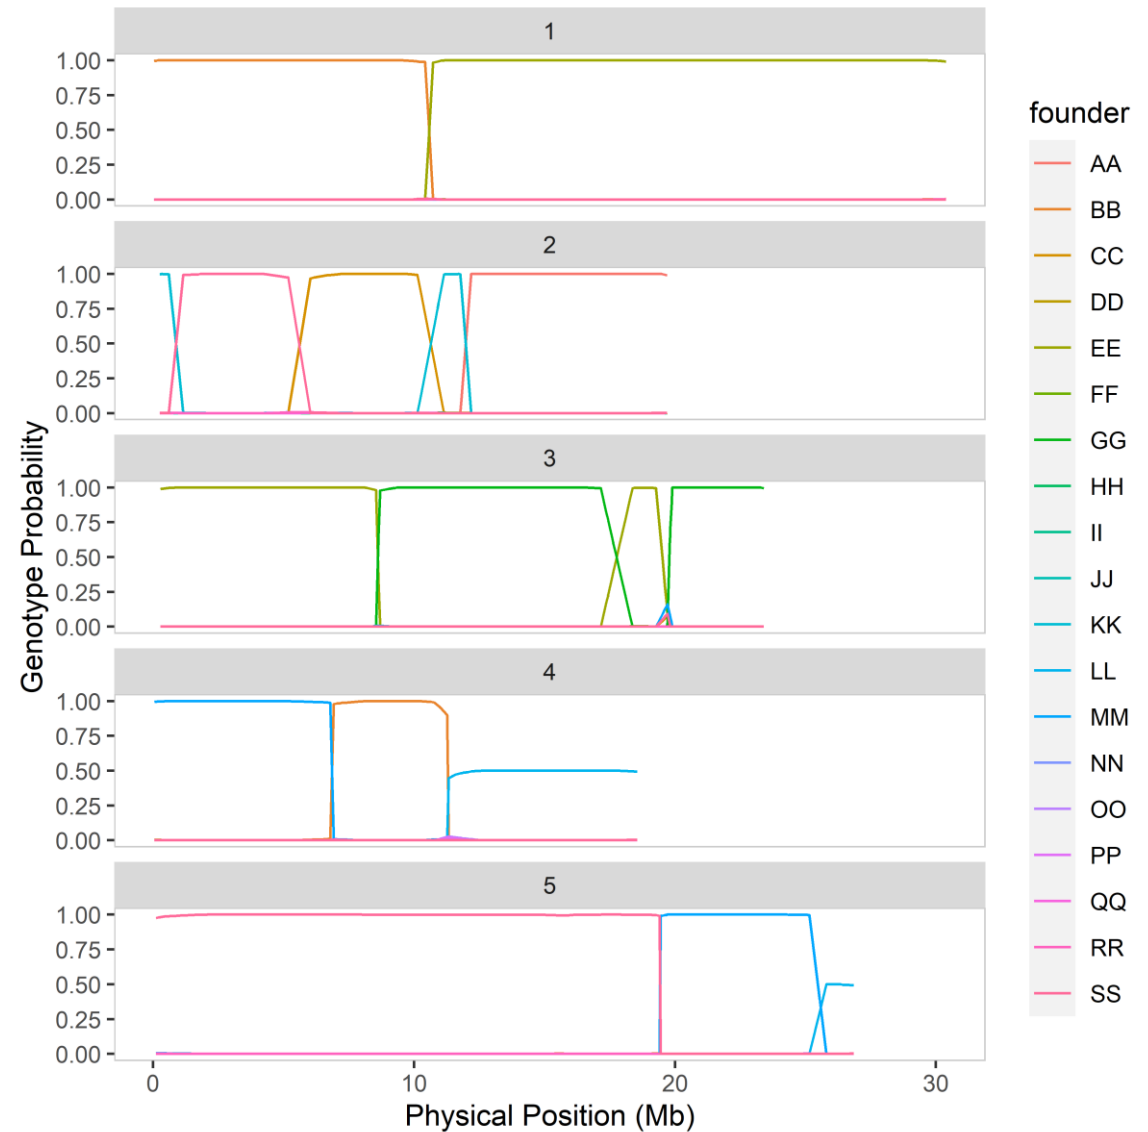 1
1.00
0.75
0.50
0.25
0.00
2
1.00
0.75
0.50
0.25
0.00
3
1.00
0.75
0.50
0.25
0.00
4
1.00
0.75
0.50
0.25
0.00
5
1.00
0.75
0.50
0.25
0.00
0 10 20 30
Physical Position (Mb)
Genotype Probability
founder
AA
BB
CC
DD
EE
FF
GG
HH
II
JJ
KK
LL
MM
NN
OO
PP
QQ
RR
SS